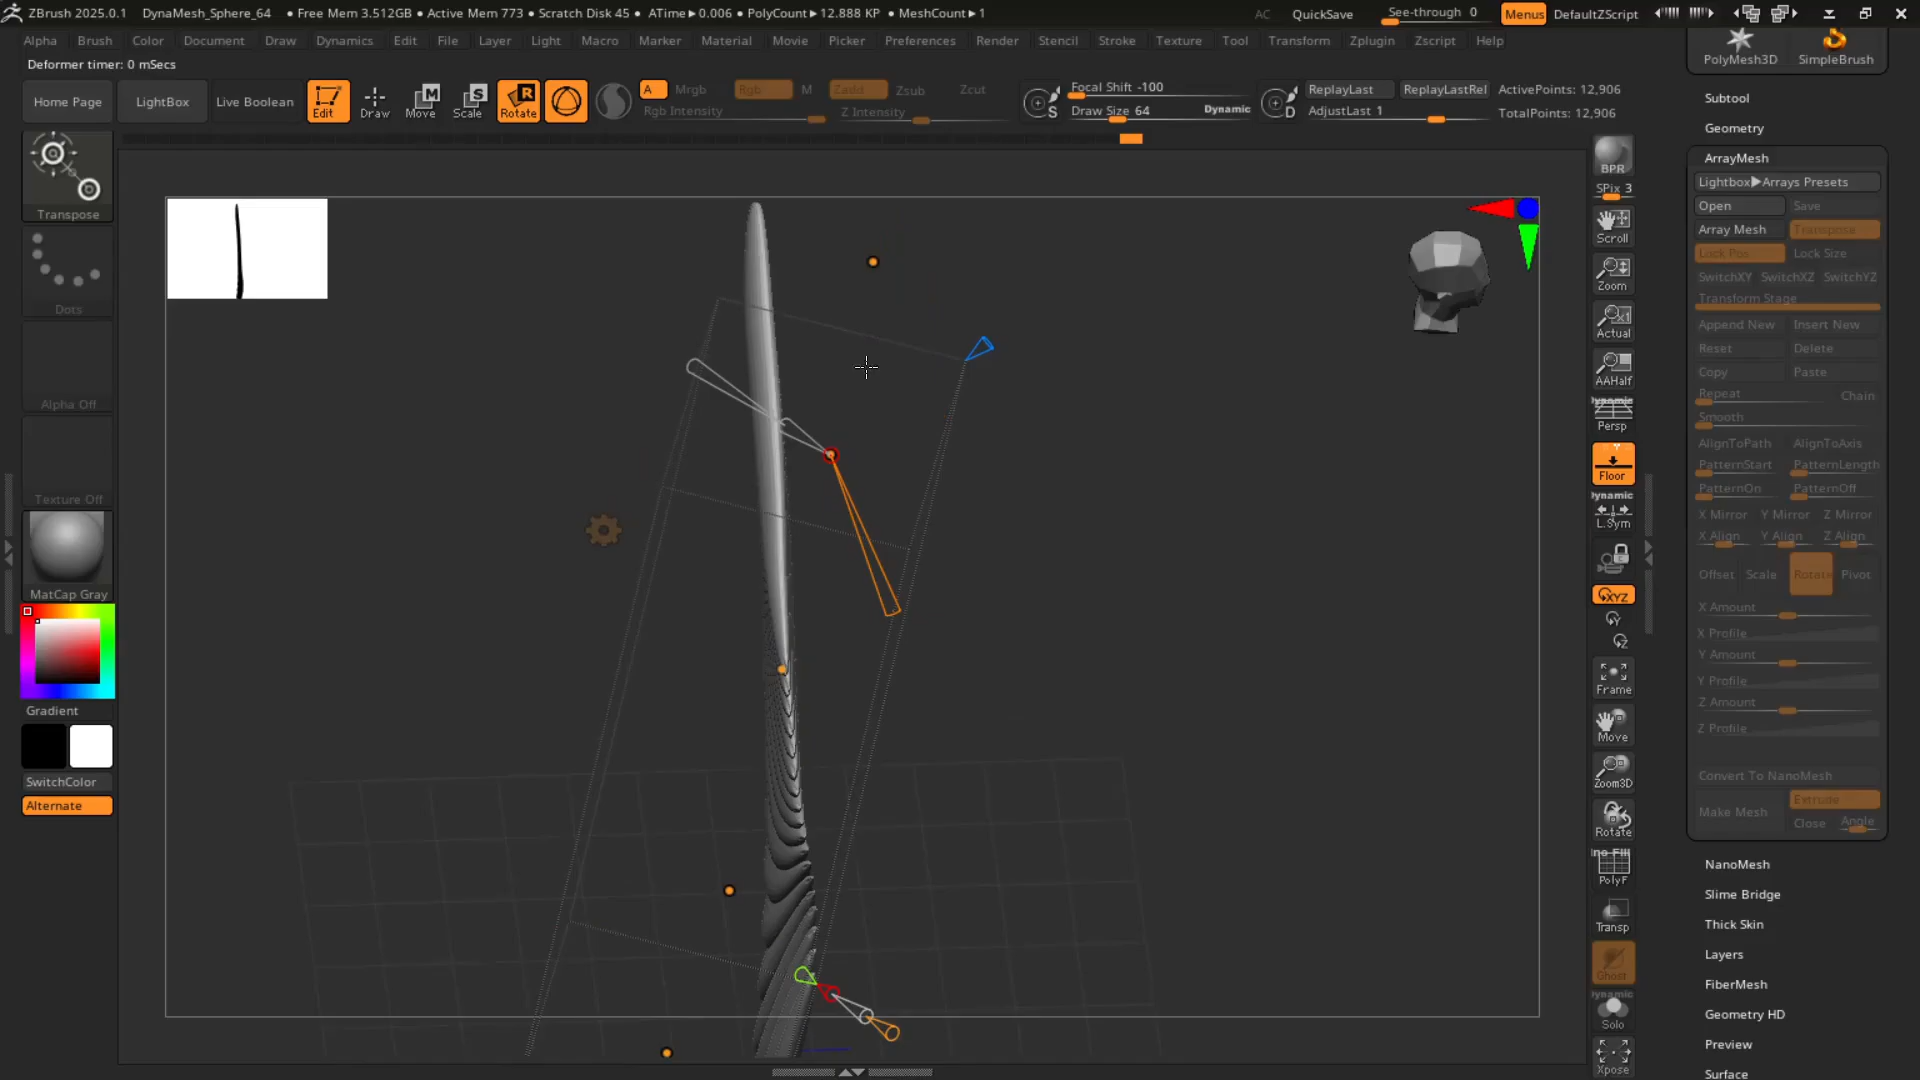 ZBrush 2025.0.1 DynaMesh_Sphere_64 • Free Mem 3.512GB • Active Mem 773 • Scratch Disk 45 • ATime▶0.006 • PolyCount▶12.888 KP • MeshCount▶1 AC QuickSave See-through 0 Menus DefaultZScript
Alpha Brush Color Document Draw Dynamics Edit File Layer Light Macro Marker Material Movie Picker Preferences Render Stencil Stroke Texture Tool Transform Zplugin Zscript Help
Deformer timer: 0 mSecs
PolyMesh3D SimpleBrush
Home Page LightBox Live Boolean Edit Draw Move Scale Rotate
A Mrgb Rgb M Zadd Zsub Zcut
Rgb Intensity Z Intensity
Focal Shift -100
Draw Size 64 Dynamic
ReplayLast ReplayLastRel
AdjustLast 1
ActivePoints: 12,906
TotalPoints: 12,906
Transpose
Dots
Alpha Off
Texture Off
MatCap Gray
Gradient
SwitchColor
Alternate
BPR
SPix 3
Scroll
Zoom
Actual
AAHalf
Dynamic
Persp
Floor
Dynamic
L.Sym
XYZ
Frame
Move
Zoom3D
Rotate
PolyF
Transp
Ghost
Dynamic
Solo
Xpose
Subtool
Geometry
ArrayMesh
Lightbox▶Arrays Presets
Open Save
Array Mesh Transpose
Lock Pos Lock Size
SwitchXY SwitchXZ SwitchYZ
Transform Stage
Append New Insert New
Reset Delete
Copy Paste
Repeat Chain
Smooth
AlignToPath AlignToAxis
PatternStart PatternLength
PatternOn PatternOff
X Mirror Y Mirror Z Mirror
X Align Y Align Z Align
Offset Scale Rotate Pivot
X Amount
X Profile
Y Amount
Y Profile
Z Amount
Z Profile
Convert To NanoMesh
Make Mesh Extrude
Close Angle
NanoMesh
Slime Bridge
Thick Skin
Layers
FiberMesh
Geometry HD
Preview
Surface